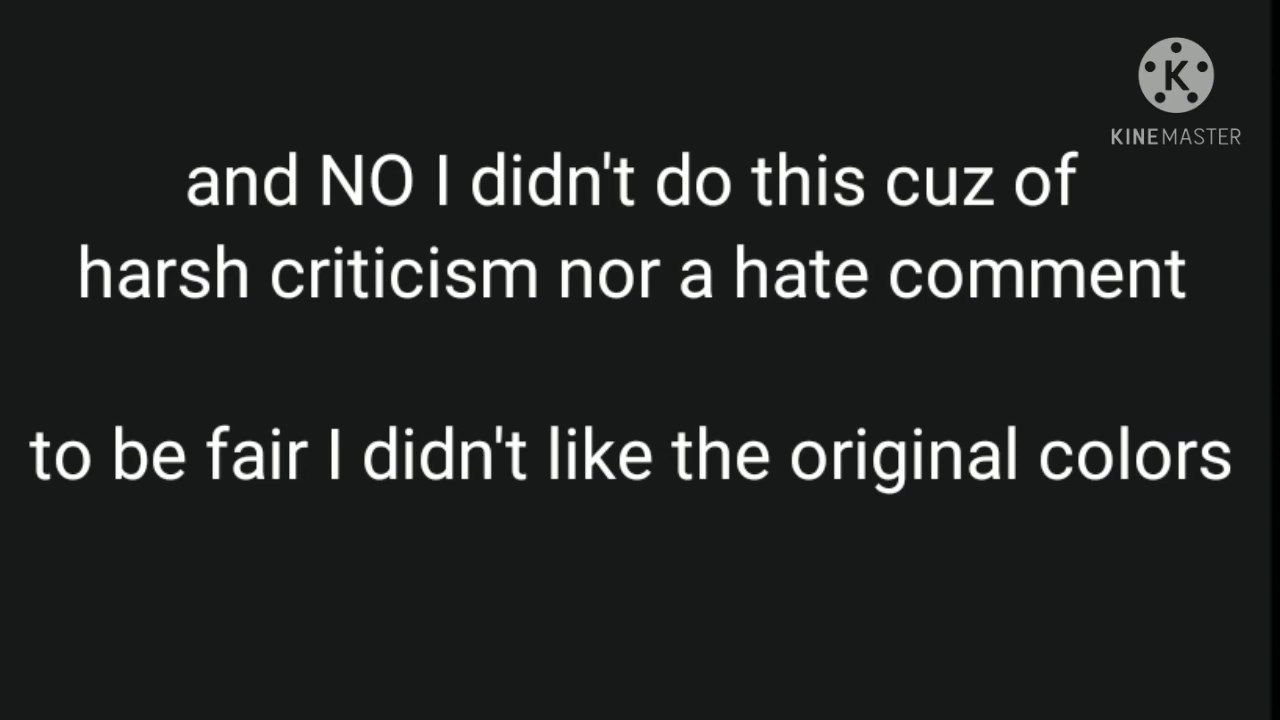 K
KINEMASTER
and NO I didn't do this cuz of
harsh criticism nor a hate comment
to be fair I didn't like the original colors